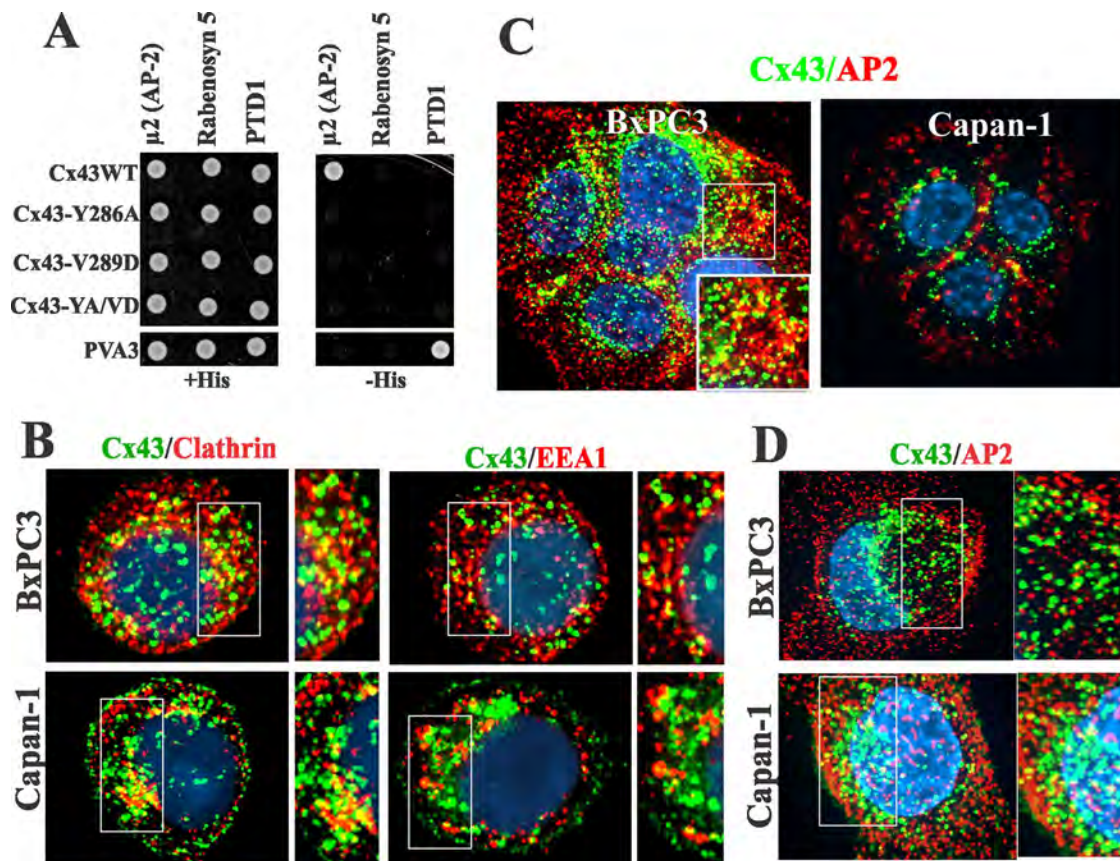 A
μ2 (AP-2)
Rabenosyn 5
PTD1
μ2 (AP-2)
Rabenosyn 5
PTD1
Cx43WT
Cx43-Y286A
Cx43-V289D
Cx43-YA/VD
PVA3
+His
-His
C
Cx43/AP2
BxPC3
Capan-1
B
Cx43/Clathrin
Cx43/EEA1
BxPC3
Capan-1
D
Cx43/AP2
BxPC3
Capan-1